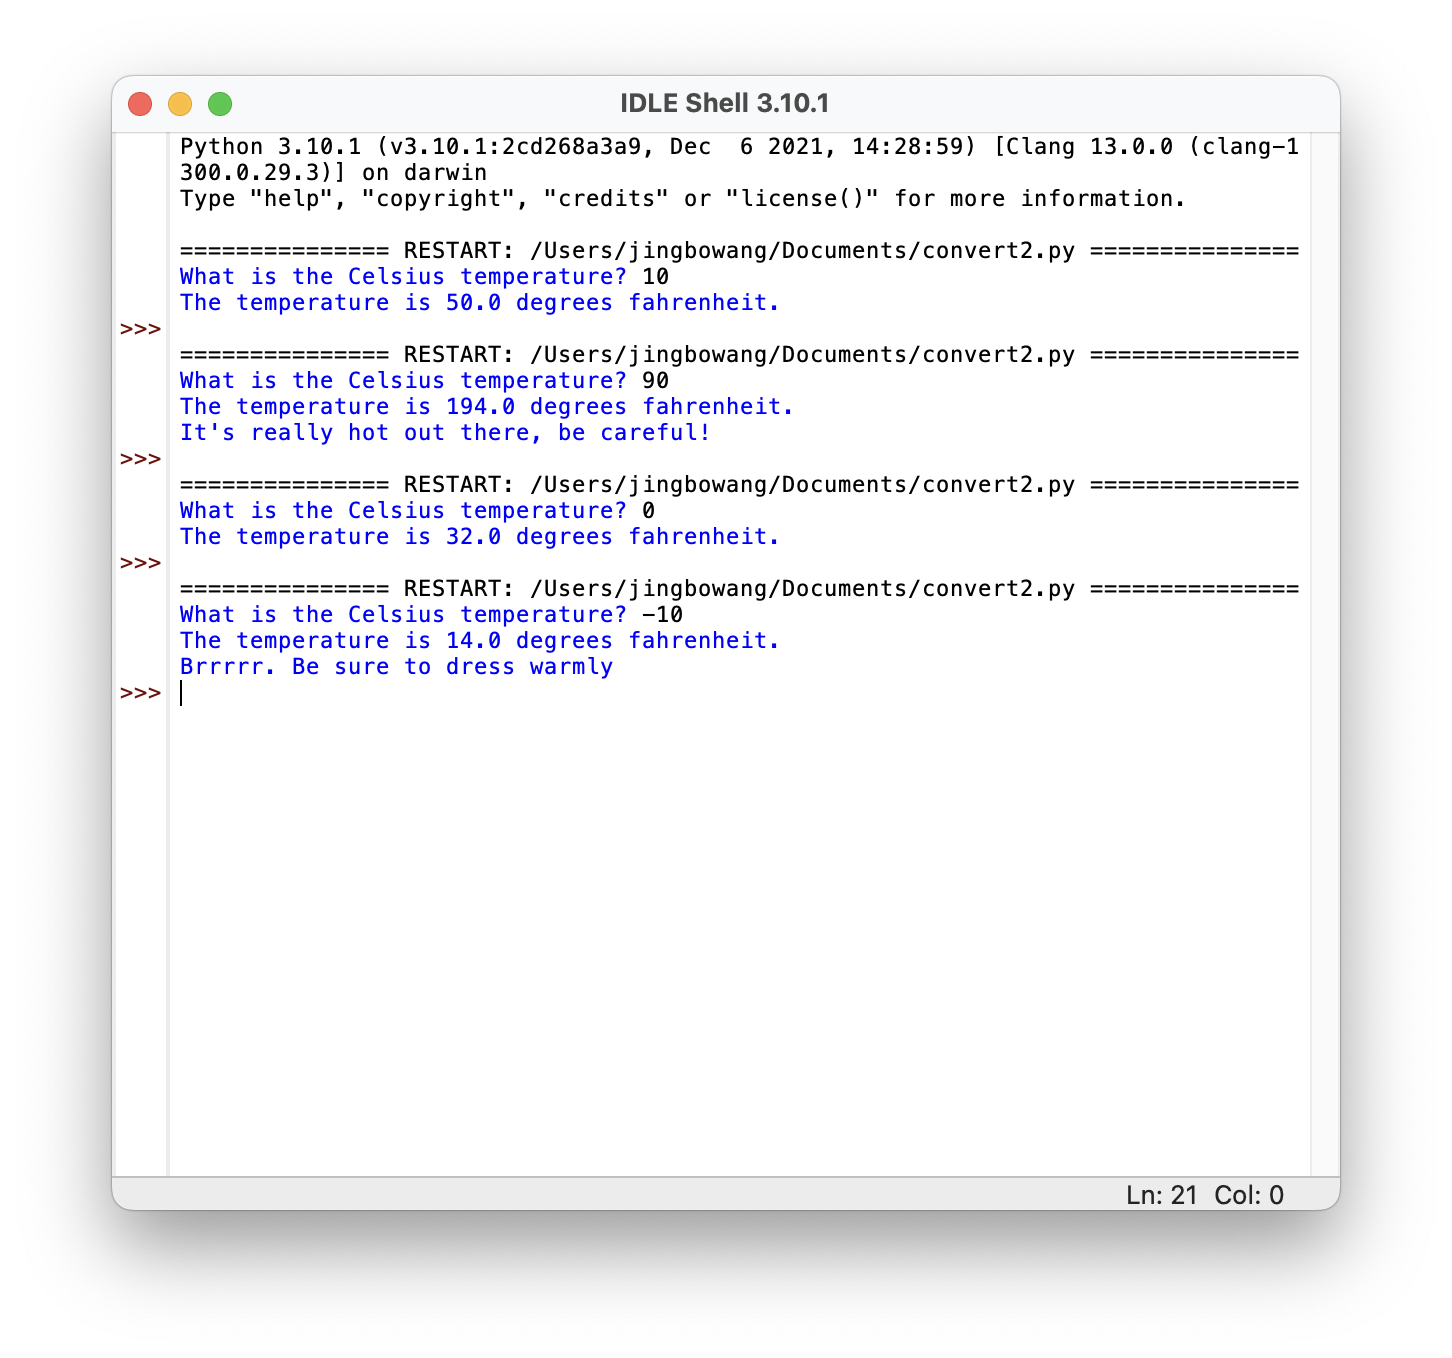 IDLE Shell 3.10.1
Python 3.10.1 (v3.10.1:2cd268a3a9, Dec  6 2021, 14:28:59) [Clang 13.0.0 (clang-1
300.0.29.3)] on darwin
Type "help", "copyright", "credits" or "license()" for more information.
=============== RESTART: /Users/jingbowang/Documents/convert2.py ===============
What is the Celsius temperature? 10
The temperature is 50.0 degrees fahrenheit.
>>>
=============== RESTART: /Users/jingbowang/Documents/convert2.py ===============
What is the Celsius temperature? 90
The temperature is 194.0 degrees fahrenheit.
It's really hot out there, be careful!
>>>
=============== RESTART: /Users/jingbowang/Documents/convert2.py ===============
What is the Celsius temperature? 0
The temperature is 32.0 degrees fahrenheit.
>>>
=============== RESTART: /Users/jingbowang/Documents/convert2.py ===============
What is the Celsius temperature? -10
The temperature is 14.0 degrees fahrenheit.
Brrrrr. Be sure to dress warmly
>>>
Ln: 21  Col: 0